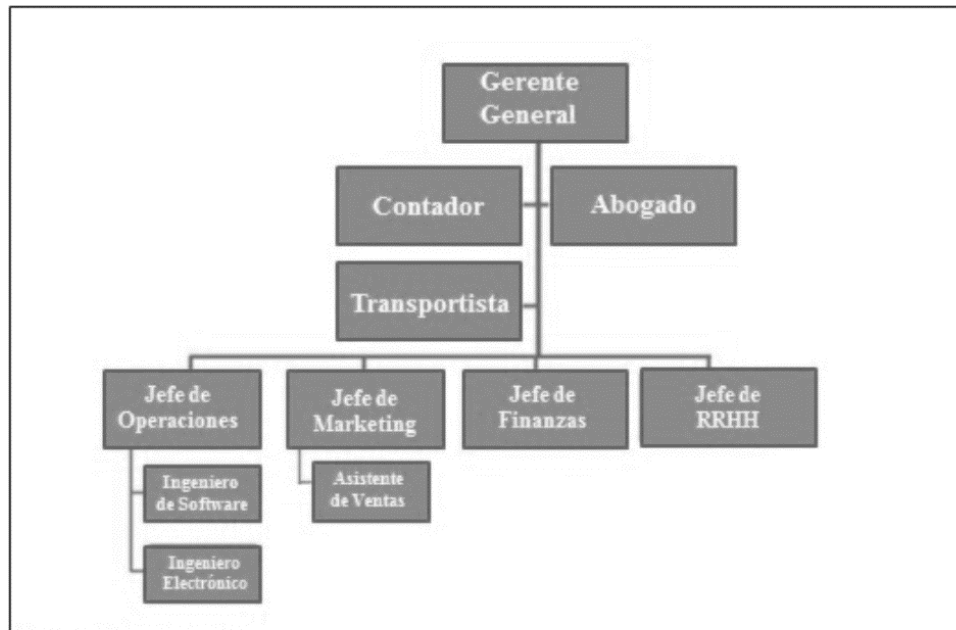 Gerente
General
Contador
Abogado
Transportista
Jefe de
Operaciones
Jefe de
Marketing
Jefe de
Finanzas
Jefe de
RRHH
Ingeniero
de Software
Asistente
de Ventas
Ingeniero
Electrónico